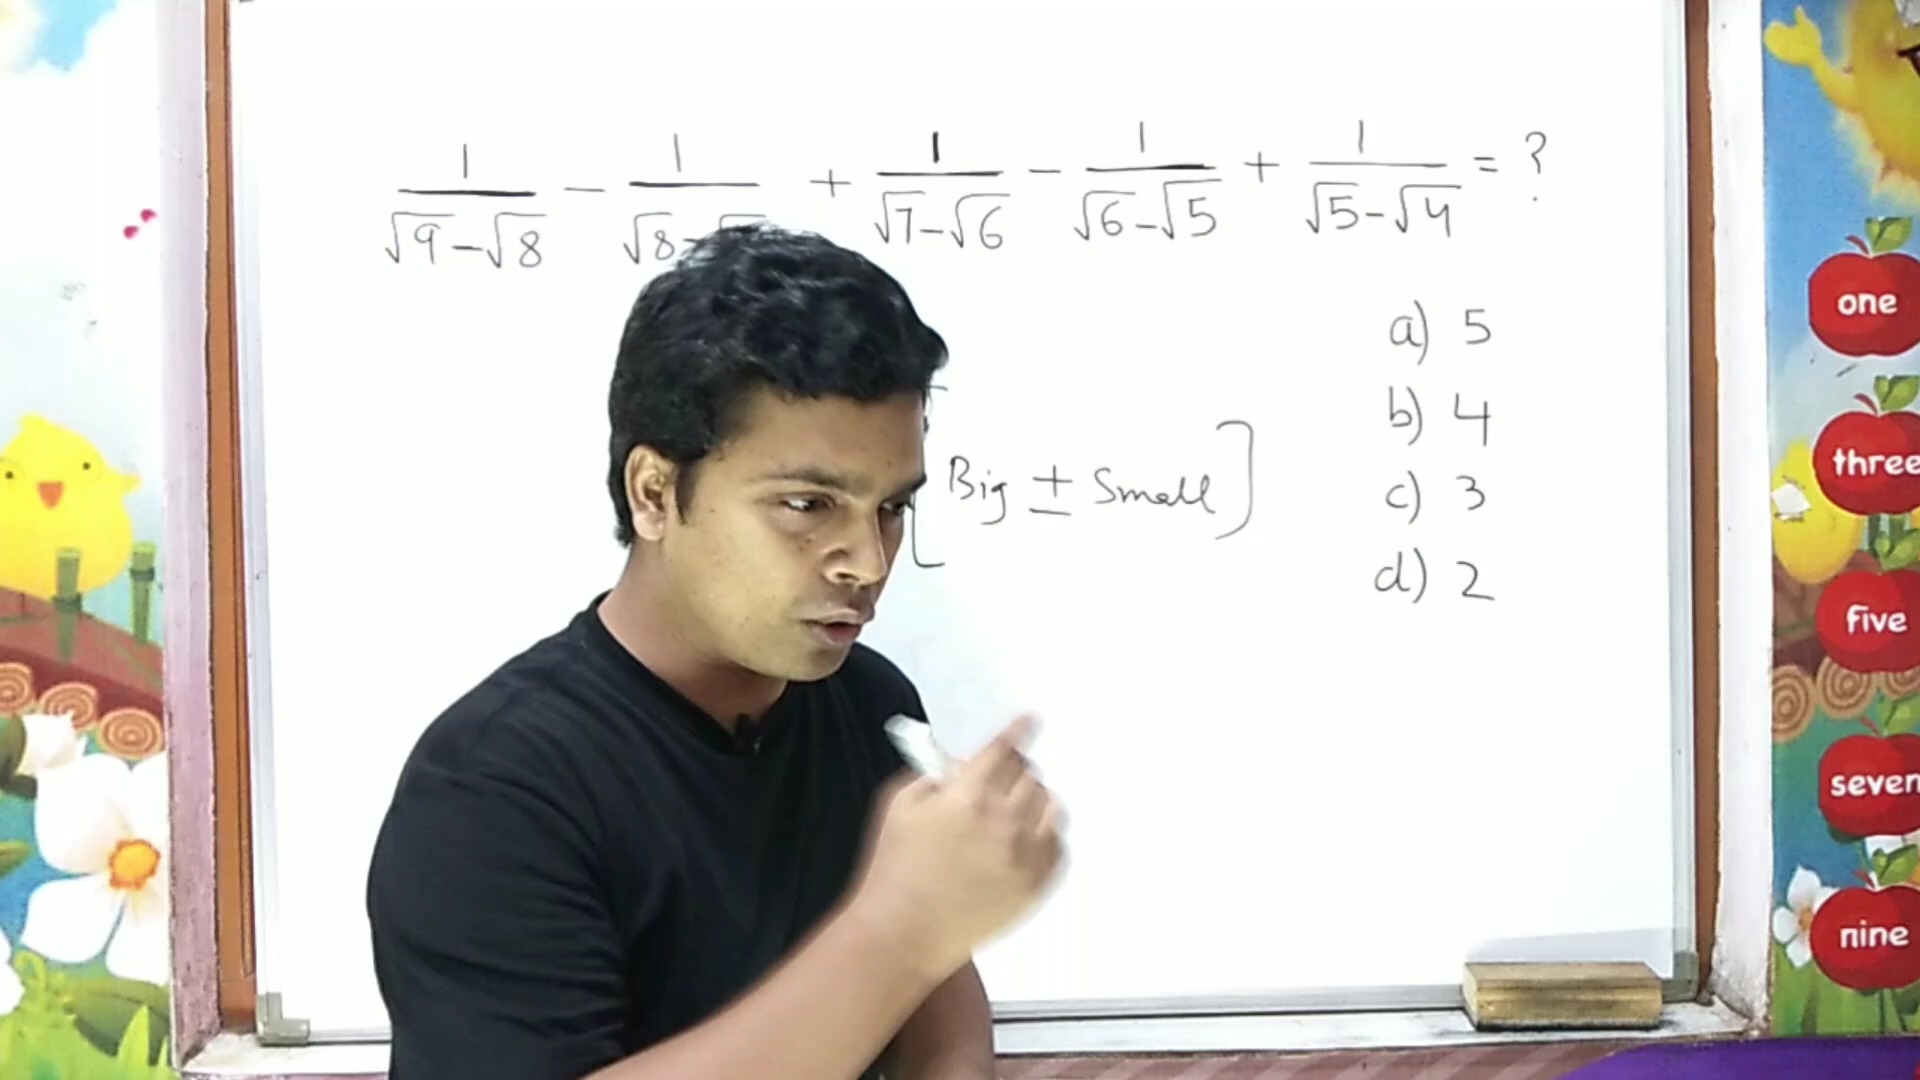 1/(√9-√8) - 1/(√8- + 1/(√7-√6) - 1/(√6-√5) + 1/(√5-√4) = ?
a) 5
b) 4
[Big ± Small]
c) 3
d) 2
one
three
five
seven
nine